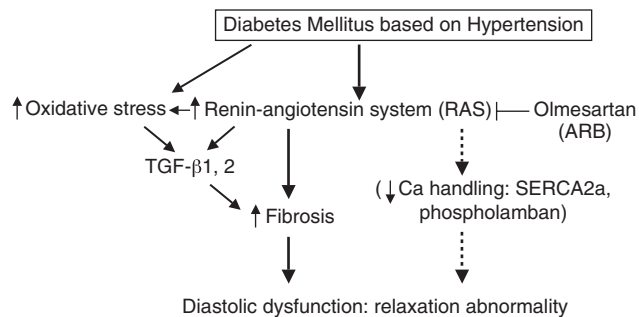 Diabetes Mellitus based on Hypertension
Oxidative stress
Renin-angiotensin system (RAS)
Olmesartan
(ARB)
TGF-β1, 2
( Ca handling: SERCA2a,
phospholamban)
Fibrosis
Diastolic dysfunction: relaxation abnormality